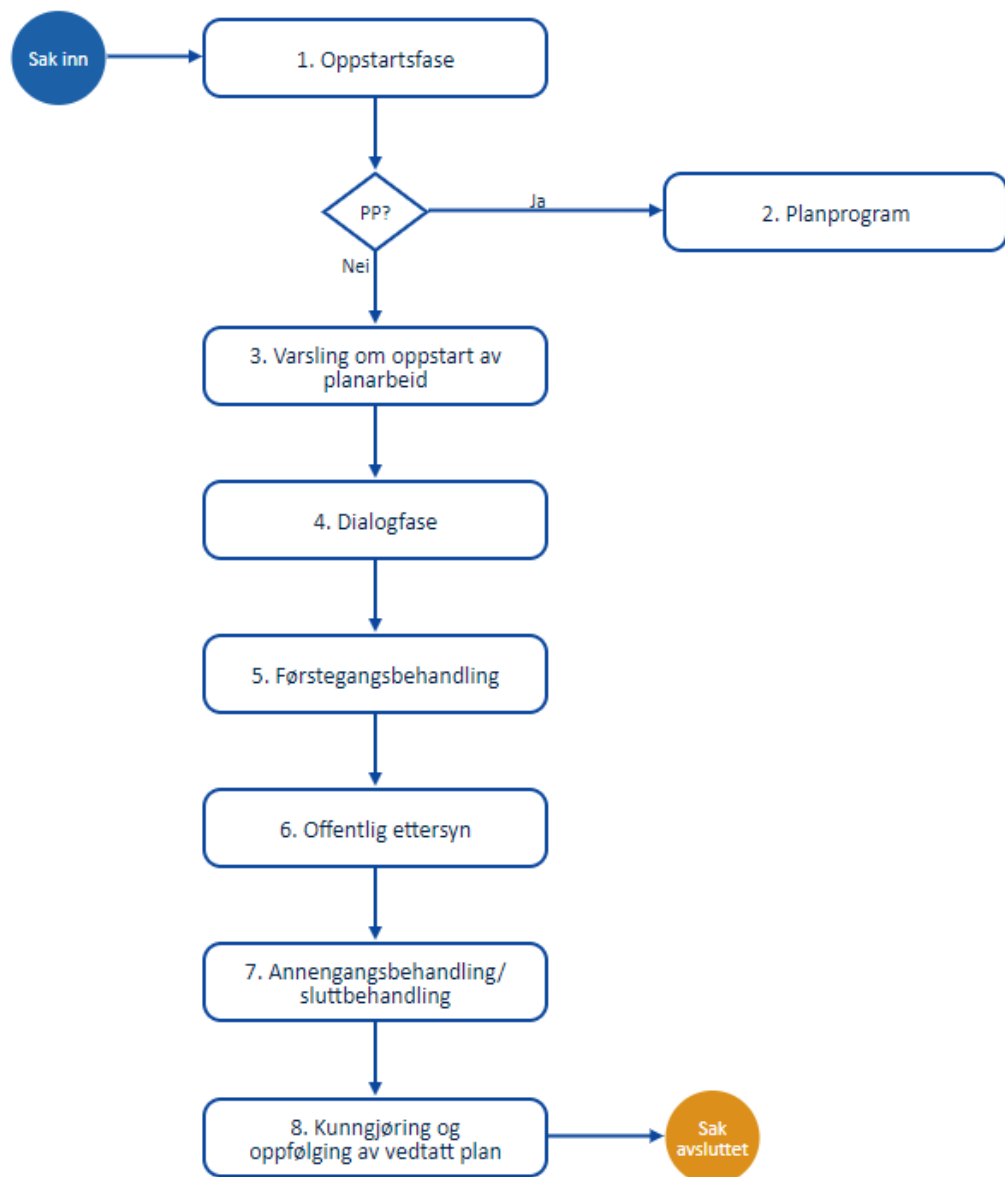 Sak inn
1. Oppstartsfase
PP?
Ja
2. Planprogram
Nei
3. Varsling om oppstart av
planarbeid
4. Dialogfase
5. Førstegangsbehandling
6. Offentlig ettersyn
7. Annengangsbehandling/
sluttbehandling
8. Kunngjøring og
oppfølging av vedtatt plan
Sak
avsluttet